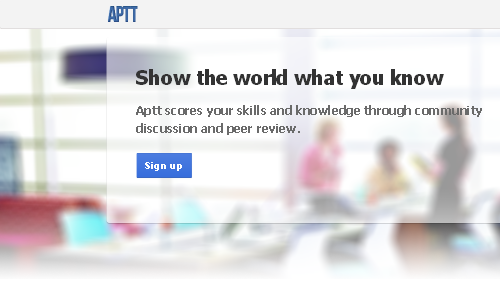 APTT
Show the world what you know
Aptt scores your skills and knowledge through community
discussion and peer review.
Sign up